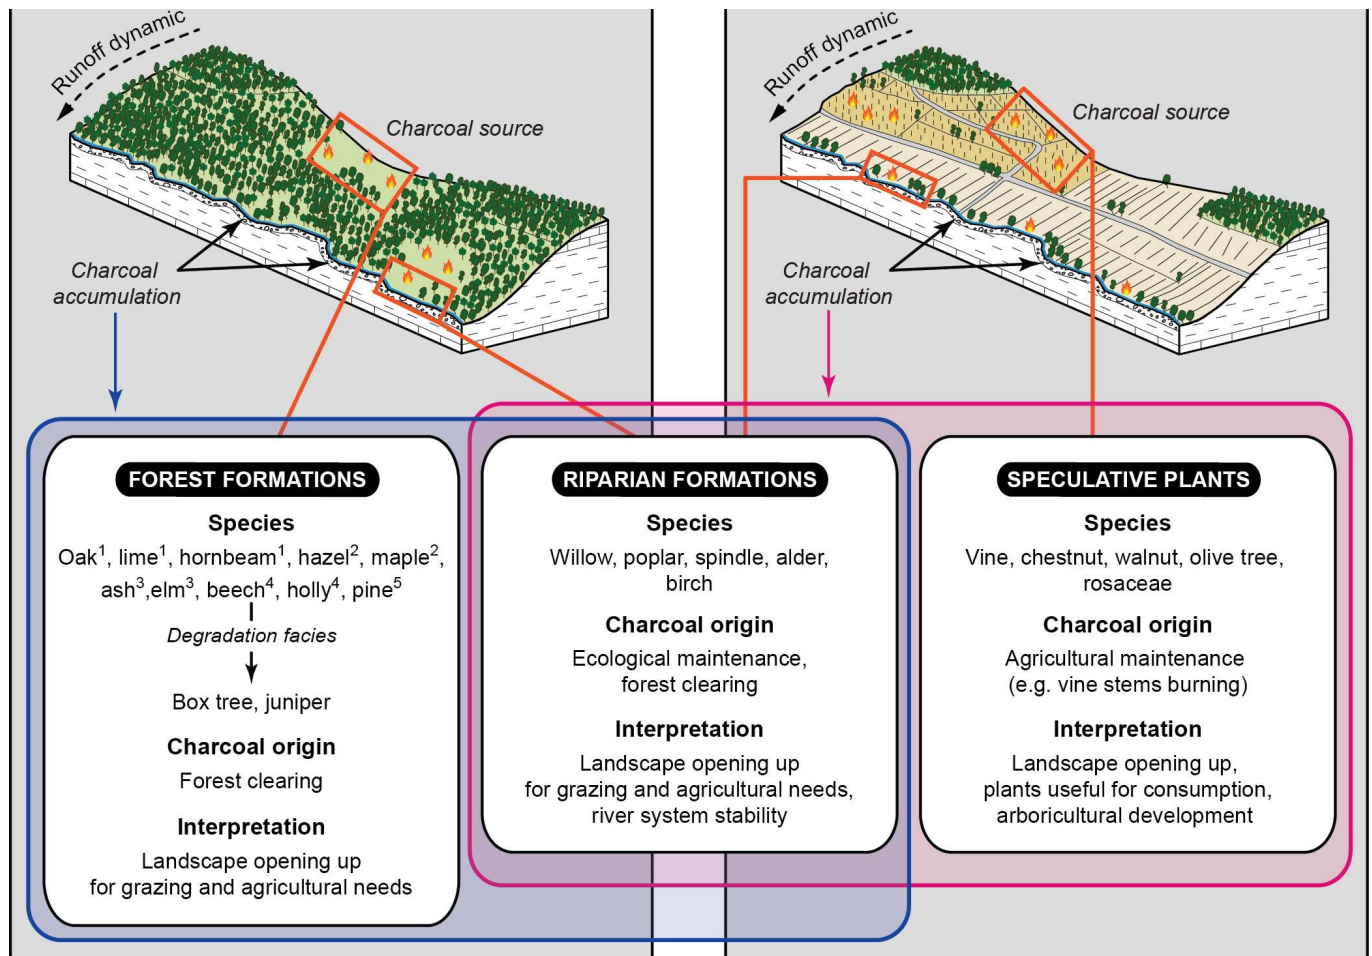 Runoff dynamic
Charcoal source
Charcoal
accumulation
Runoff dynamic
Charcoal source
Charcoal
accumulation
FOREST FORMATIONS
Species
Oak¹, lime¹, hornbeam¹, hazel², maple²,
ash³,elm³, beech⁴, holly⁴, pine⁵
Degradation facies
Box tree, juniper
Charcoal origin
Forest clearing
Interpretation
Landscape opening up
for grazing and agricultural needs
RIPARIAN FORMATIONS
Species
Willow, poplar, spindle, alder,
birch
Charcoal origin
Ecological maintenance,
forest clearing
Interpretation
Landscape opening up
for grazing and agricultural needs,
river system stability
SPECULATIVE PLANTS
Species
Vine, chestnut, walnut, olive tree,
rosaceae
Charcoal origin
Agricultural maintenance
(e.g. vine stems burning)
Interpretation
Landscape opening up,
plants useful for consumption,
arboricultural development